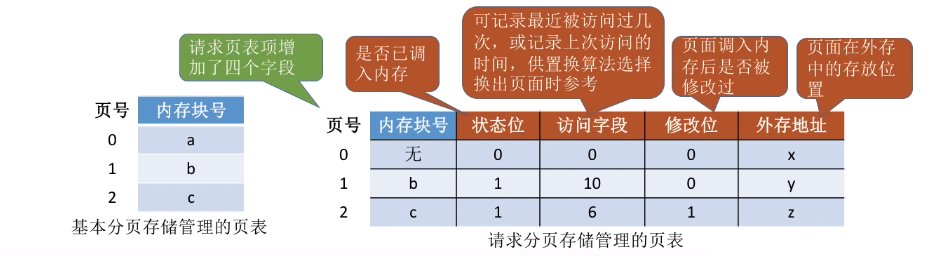 请求页表项增
加了四个字段
是否已调
入内存
可记录最近被访问过几
次，或记录上次访问的
时间，供置换算法选择
换出页面时参考
页面调入内
存后是否被
修改过
页面在外存
中的存放位
置
页号 内存块号
0 a
1 b
2 c
基本分页存储管理的页表
页号 内存块号 状态位 访问字段 修改位 外存地址
0 无 0 0 0 x
1 b 1 10 0 y
2 c 1 6 1 z
请求分页存储管理的页表